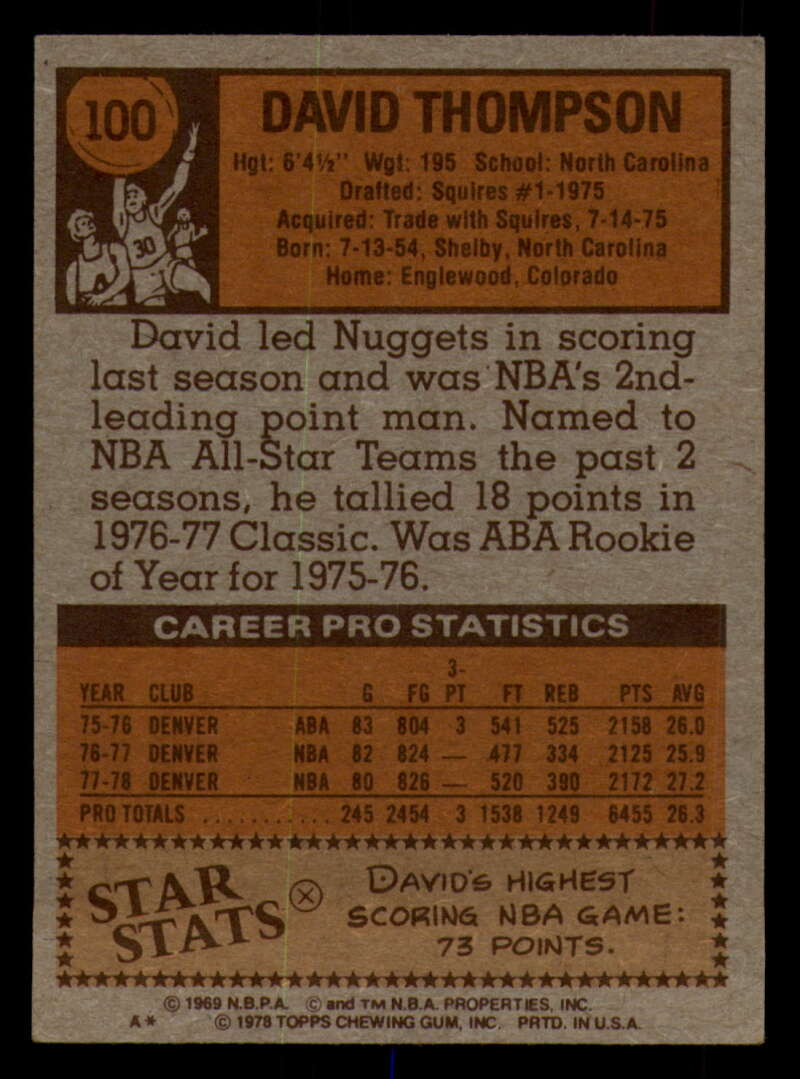 100
30
DAVID THOMPSON
Hgt: 6'4½" Wgt: 195 School: North Carolina
Drafted: Squires #1-1975
Acquired: Trade with Squires, 7-14-75
Born: 7-13-54, Shelby, North Carolina
Home: Englewood, Colorado
David led Nuggets in scoring
last season and was NBA's 2nd-
leading point man. Named to
NBA All-Star Teams the past 2
seasons, he tallied 18 points in
1976-77 Classic. Was ABA Rookie
of Year for 1975-76.
CAREER PRO STATISTICS
YEAR CLUB G FG 3-PT FT REB PTS AVG
75-76 DENVER ABA 83 804 3 541 525 2158 26.0
76-77 DENVER NBA 82 824 — 477 334 2125 25.9
77-78 DENVER NBA 80 826 — 520 390 2172 27.2
PRO TOTALS ........... 245 2454 3 1538 1249 6455 26.3
STAR
STATS
DAVID'S HIGHEST
SCORING NBA GAME:
73 POINTS.
© 1969 N.B.P.A. © and TM N.B.A. PROPERTIES, INC.
A* © 1978 TOPPS CHEWING GUM, INC. PRTD. IN U.S.A.